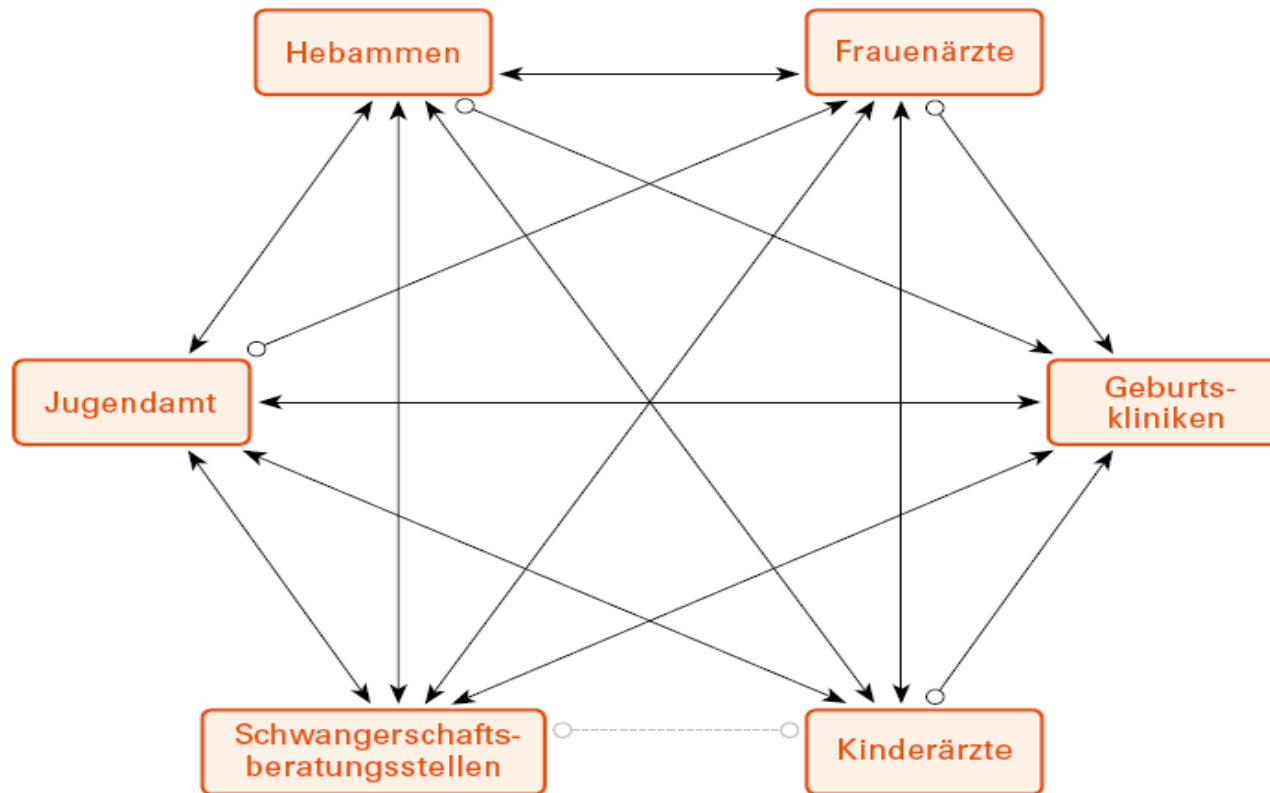 Hebammen
Frauenärzte
Jugendamt
Geburts-
kliniken
Schwangerschafts-
beratungsstellen
Kinderärzte